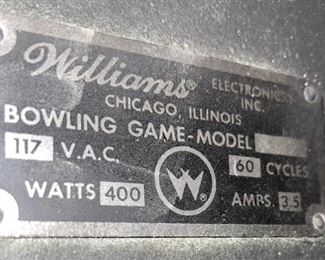 Williams® ELECTRONICS INC.
CHICAGO, ILLINOIS
BOWLING GAME-MODEL
117 V.A.C. 60 CYCLES
WATTS 400 W ® AMPS. 3.5